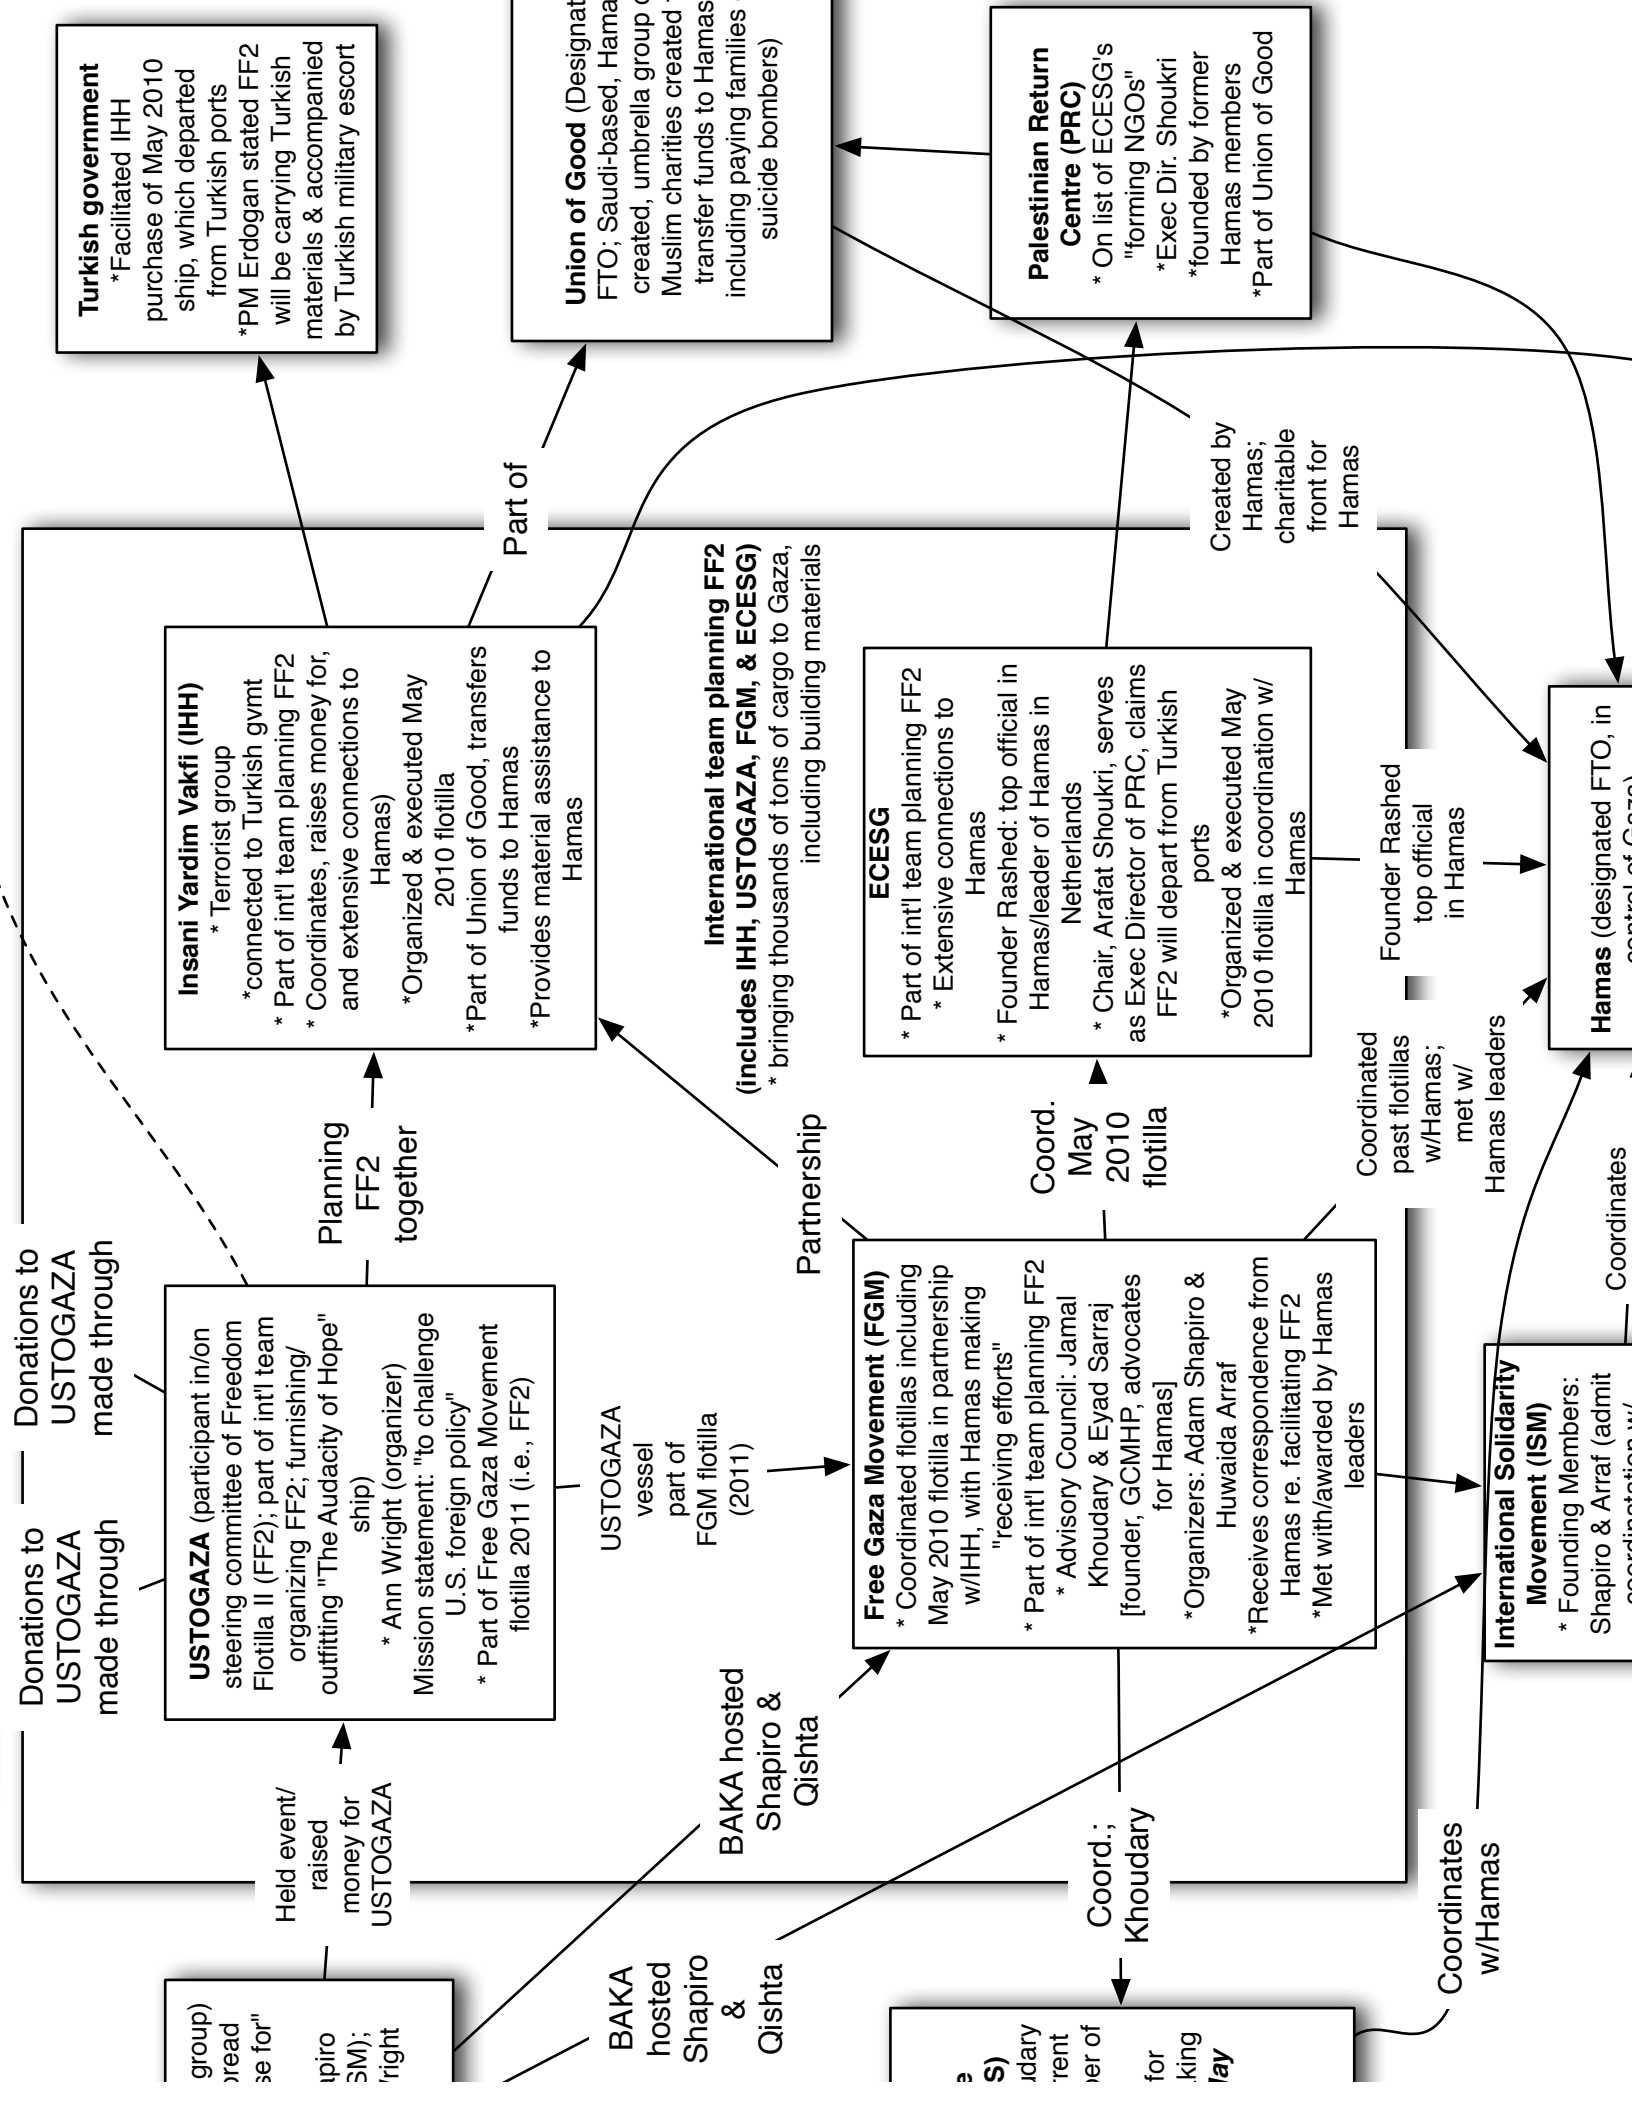 Donations to
USTOGAZA
made through
Donations to
USTOGAZA
made through
group)
Held event/
raised
money for
USTOGAZA
USTOGAZA (participant in/on
steering committee of Freedom
Flotilla II (FF2); part of int'l team
organizing FF2; furnishing/
outfitting "The Audacity of Hope"
ship)
* Ann Wright (organizer)
Mission statement: "to challenge
U.S. foreign policy"
* Part of Free Gaza Movement
flotilla 2011 (i.e., FF2)
Planning
FF2
together
Insani Yardim Vakfi (IHH)
* Terrorist group
*connected to Turkish gvmt
* Part of int'l team planning FF2
* Coordinates, raises money for,
and extensive connections to
Hamas)
*Organized & executed May
2010 flotilla
*Part of Union of Good, transfers
funds to Hamas
*Provides material assistance to
Hamas
Turkish government
*Facilitated IHH
purchase of May 2010
ship, which departed
from Turkish ports
*PM Erdogan stated FF2
will be carrying Turkish
materials & accompanied
by Turkish military escort
Part of
Union of Good (Designat
FTO; Saudi-based, Hama
created, umbrella group
Muslim charities created
transfer funds to Hamas
including paying families
suicide bombers)
BAKA
hosted
Shapiro
&
Qishta
BAKA hosted
Shapiro &
Qishta
USTOGAZA
vessel
part of
FGM flotilla
(2011)
Partnership
International team planning FF2
(includes IHH, USTOGAZA, FGM, & ECESG)
* bringing thousands of tons of cargo to Gaza,
including building materials
Coord.;
Khoudary
Free Gaza Movement (FGM)
* Coordinated flotillas including
May 2010 flotilla in partnership
w/IHH, with Hamas making
"receiving efforts"
* Part of int'l team planning FF2
* Advisory Council: Jamal
Khoudary & Eyad Sarraj
[founder, GCMHP, advocates
for Hamas]
*Organizers: Adam Shapiro &
Huwaida Arraf
*Receives correspondence from
Hamas re. facilitating FF2
*Met with/awarded by Hamas
leaders
Coord.
May
2010
flotilla
ECESG
* Part of int'l team planning FF2
* Extensive connections to
Hamas
* Founder Rashed: top official in
Hamas/leader of Hamas in
Netherlands
* Chair, Arafat Shoukri, serves
as Exec Director of PRC, claims
FF2 will depart from Turkish
ports
*Organized & executed May
2010 flotilla in coordination w/
Hamas
Palestinian Return
Centre (PRC)
* On list of ECESG's
"forming NGOs"
*Exec Dir. Shoukri
*founded by former
Hamas members
*Part of Union of Good
Created by
Hamas;
charitable
front for
Hamas
for
Coordinates
w/Hamas
Coordinated
past flotillas
w/Hamas;
met w/
Hamas leaders
Founder Rashed
top official
in Hamas
International Solidarity
Movement (ISM)
* Founding Members:
Shapiro & Arraf (admit
Coordinates
Hamas (designated FTO, in